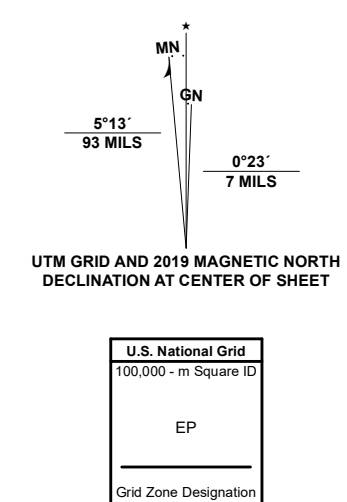 ★
MN
GN
5°13´
93 MILS
0°23´
7 MILS
UTM GRID AND 2019 MAGNETIC NORTH
DECLINATION AT CENTER OF SHEET
U.S. National Grid
100,000 - m Square ID
EP
Grid Zone Designation